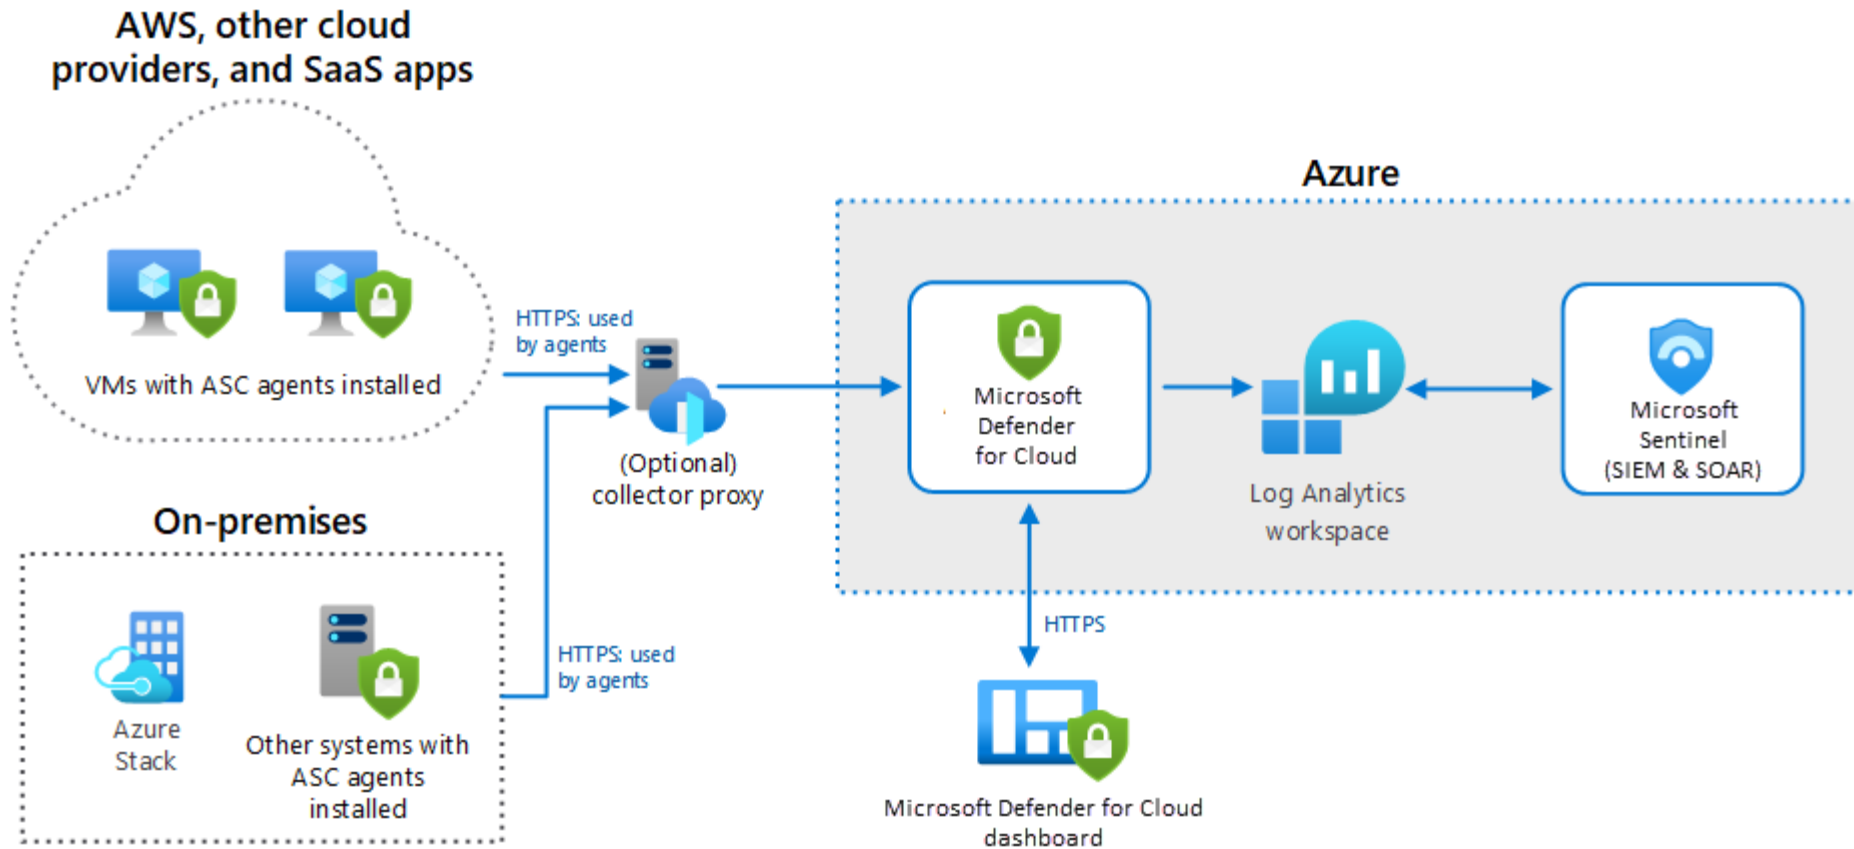 AWS, other cloud
providers, and SaaS apps
VMs with ASC agents installed
HTTPS: used
by agents
(Optional)
collector proxy
On-premises
Azure
Stack
Other systems with
ASC agents
installed
HTTPS: used
by agents
Azure
Microsoft
Defender
for Cloud
Log Analytics
workspace
Microsoft
Sentinel
(SIEM & SOAR)
HTTPS
Microsoft Defender for Cloud
dashboard